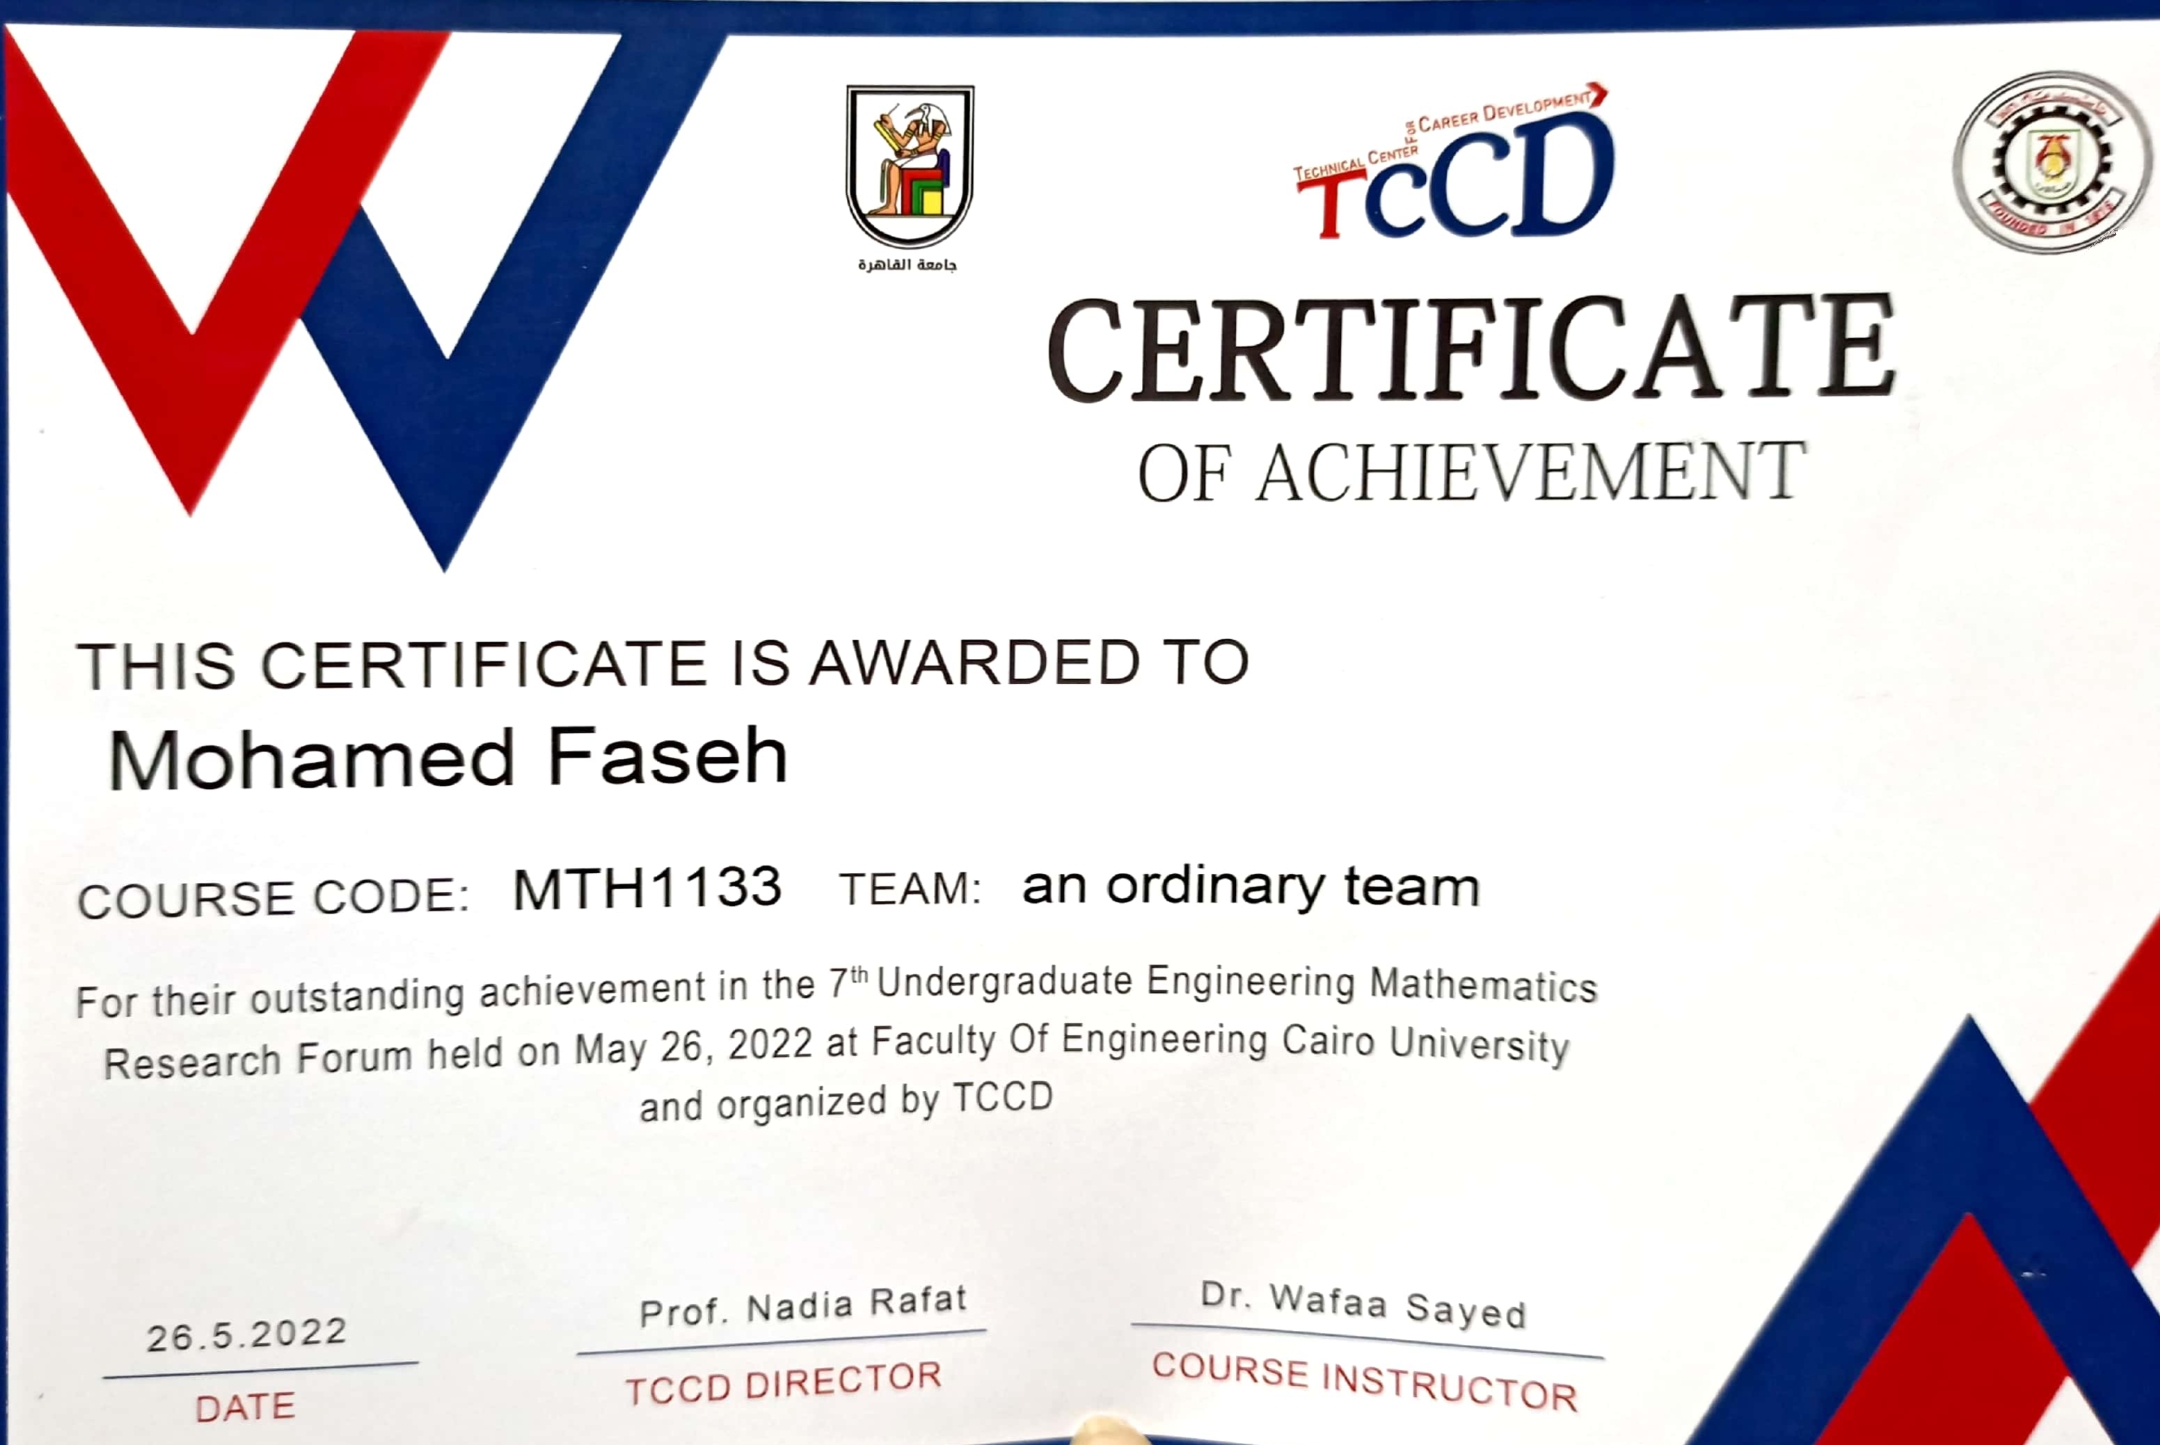 جامعة القاهرة
TECHNICAL CENTER FOR CAREER DEVELOPMENT
TCCD
FOUNDED IN 1816
CERTIFICATE
OF ACHIEVEMENT
THIS CERTIFICATE IS AWARDED TO
Mohamed Faseh
COURSE CODE: MTH1133 TEAM: an ordinary team
For their outstanding achievement in the 7th Undergraduate Engineering Mathematics
Research Forum held on May 26, 2022 at Faculty Of Engineering Cairo University
and organized by TCCD
26.5.2022
DATE
Prof. Nadia Rafat
TCCD DIRECTOR
Dr. Wafaa Sayed
COURSE INSTRUCTOR